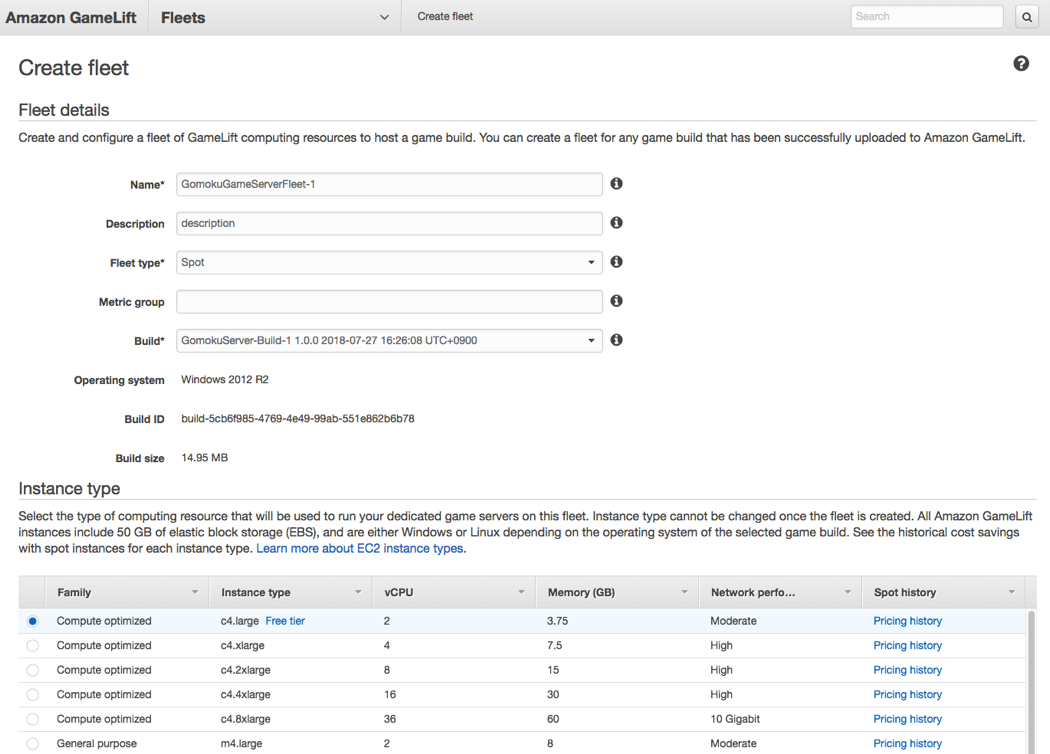 Amazon GameLift Fleets Create fleet Search
Create fleet
Fleet details
Create and configure a fleet of GameLift computing resources to host a game build. You can create a fleet for any game build that has been successfully uploaded to Amazon GameLift.
Name* GomokuGameServerFleet-1
Description description
Fleet type* Spot
Metric group
Build* GomokuServer-Build-1 1.0.0 2018-07-27 16:26:08 UTC+0900
Operating system Windows 2012 R2
Build ID build-5cb6f985-4769-4e49-99ab-551e862b6b78
Build size 14.95 MB
Instance type
Select the type of computing resource that will be used to run your dedicated game servers on this fleet. Instance type cannot be changed once the fleet is created. All Amazon GameLift
instances include 50 GB of elastic block storage (EBS), and are either Windows or Linux depending on the operating system of the selected game build. See the historical cost savings
with spot instances for each instance type. Learn more about EC2 instance types.
Family Instance type vCPU Memory (GB) Network perfo... Spot history
Compute optimized c4.large Free tier 2 3.75 Moderate Pricing history
Compute optimized c4.xlarge 4 7.5 High Pricing history
Compute optimized c4.2xlarge 8 15 High Pricing history
Compute optimized c4.4xlarge 16 30 High Pricing history
Compute optimized c4.8xlarge 36 60 10 Gigabit Pricing history
General purpose m4.large 2 8 Moderate Pricing history